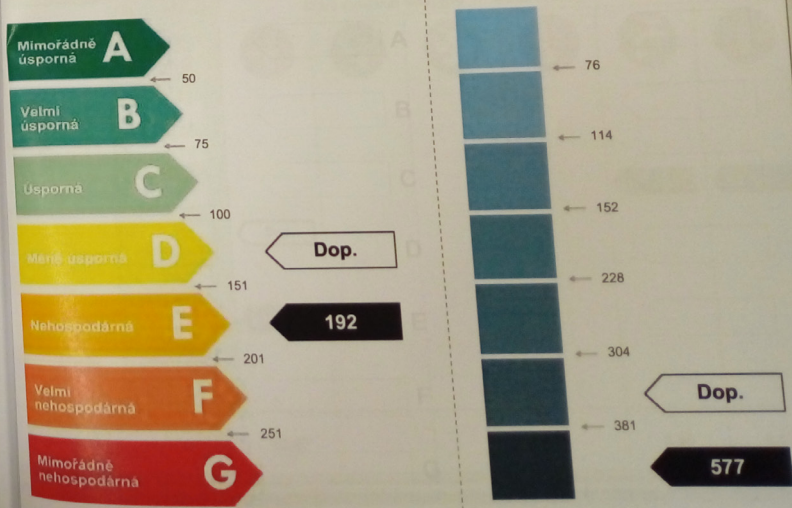 Mimořádně
úsporná
A
50
Velmi
úsporná
B
75
Úsporná
C
100
Méně úsporná
D
151
Nehospodárná
E
201
Velmi
nehospodárná
F
251
Mimořádně
nehospodárná
G
Dop.
192
76
114
152
228
304
381
Dop.
577